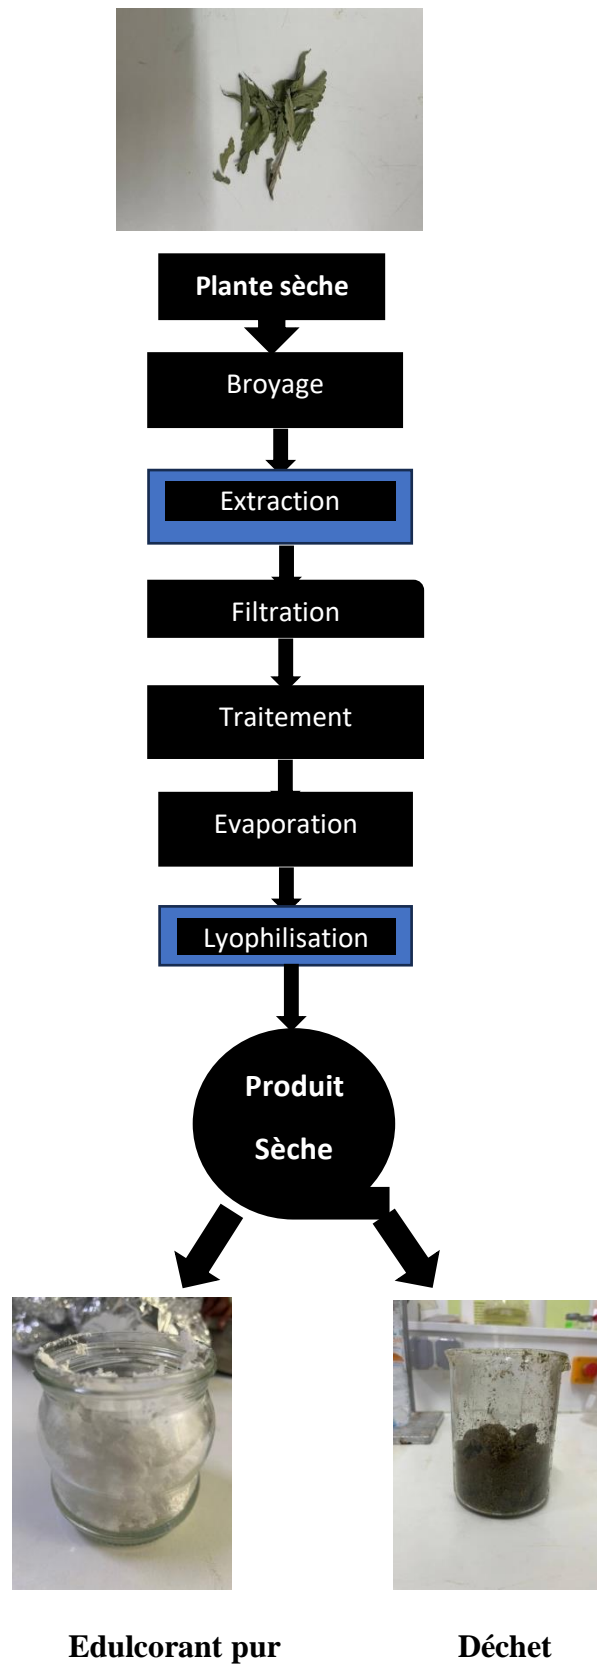 Plante sèche
Broyage
Extraction
Filtration
Traitement
Evaporation
Lyophilisation
Produit
Sèche
Edulcorant pur
Déchet